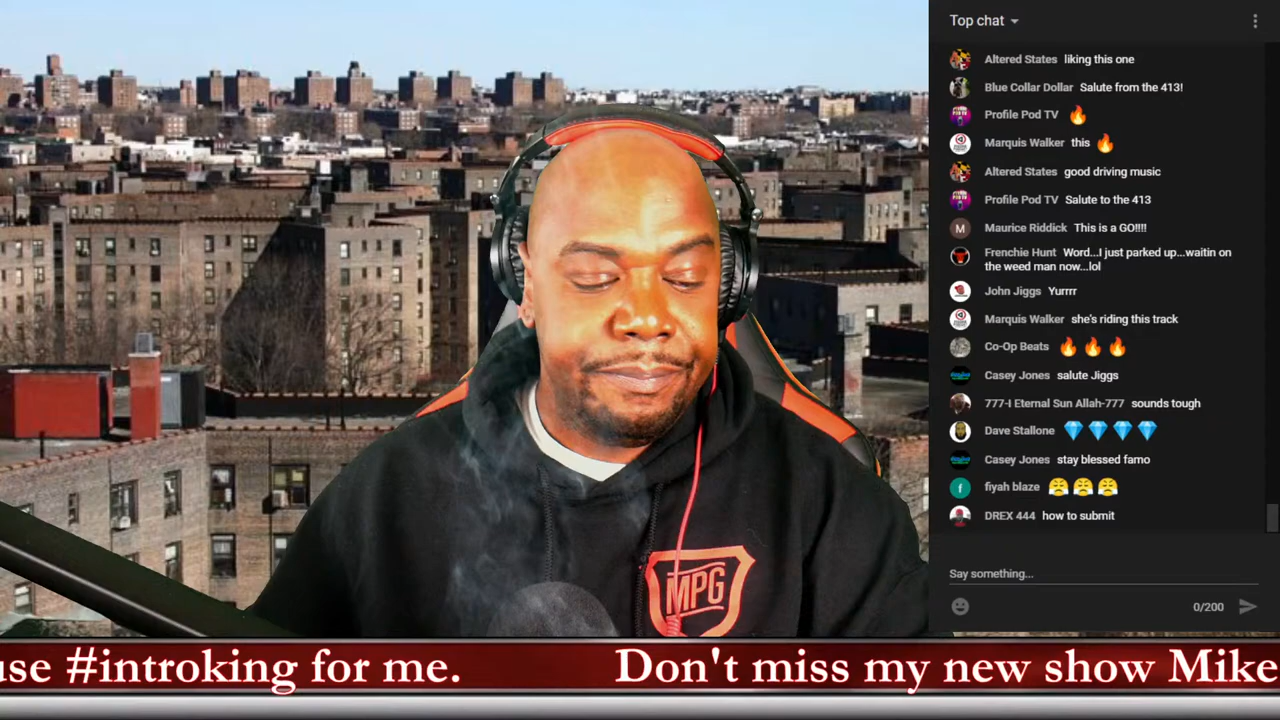 Top chat
Altered States liking this one
Blue Collar Dollar Salute from the 413!
Profile Pod TV 🔥
Marquis Walker this 🔥
Altered States good driving music
Profile Pod TV Salute to the 413
M Maurice Riddick This is a GO!!!!
Frenchie Hunt Word...I just parked up...waitin on
the weed man now...lol
John Jiggs Yurrrr
Marquis Walker she's riding this track
Co-Op Beats 🔥🔥🔥
Casey Jones salute Jiggs
777-I Eternal Sun Allah-777 sounds tough
Dave Stallone 💎💎💎💎
Casey Jones stay blessed famo
f fiyah blaze 😤😤😤
DREX 444 how to submit
Say something...
0/200
MPG
use #introking for me. Don't miss my new show Mike